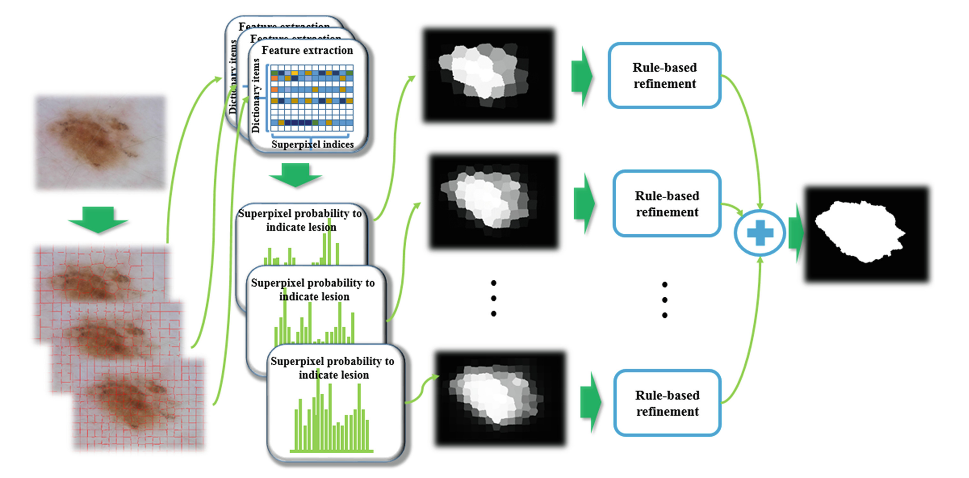 Feature extraction
Feature extraction
Feature extraction
Dictionary items
Dictionary items
Superpixel indices
Superpixel probability to
indicate lesion
Superpixel probability to
indicate lesion
Superpixel probability to
indicate lesion
Rule-based
refinement
Rule-based
refinement
Rule-based
refinement